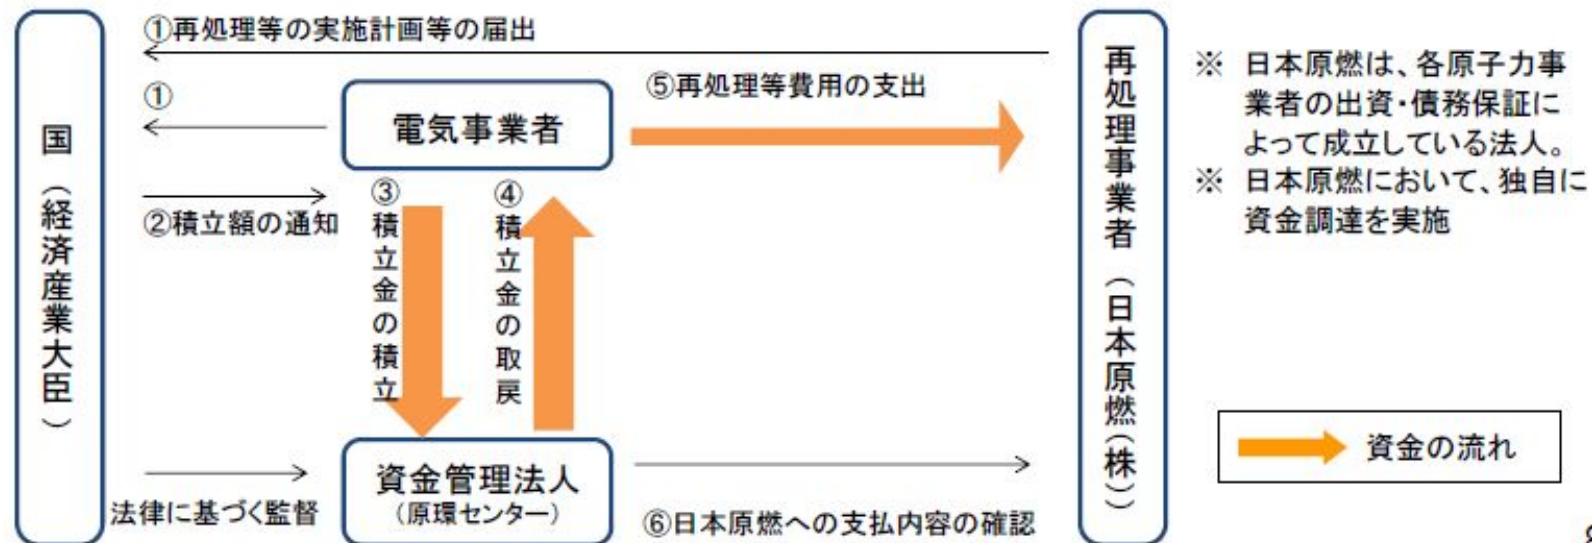 国（経済産業大臣）
①再処理等の実施計画等の届出
①
②積立額の通知
法律に基づく監督
電気事業者
③積立金の積立
④積立金の取戻
資金管理法人
（原環センター）
⑤再処理等費用の支出
⑥日本原燃への支払内容の確認
再処理事業者（日本原燃（株））
※ 日本原燃は、各原子力事
業者の出資・債務保証に
よって成立している法人。
※ 日本原燃において、独自に
資金調達を実施
資金の流れ